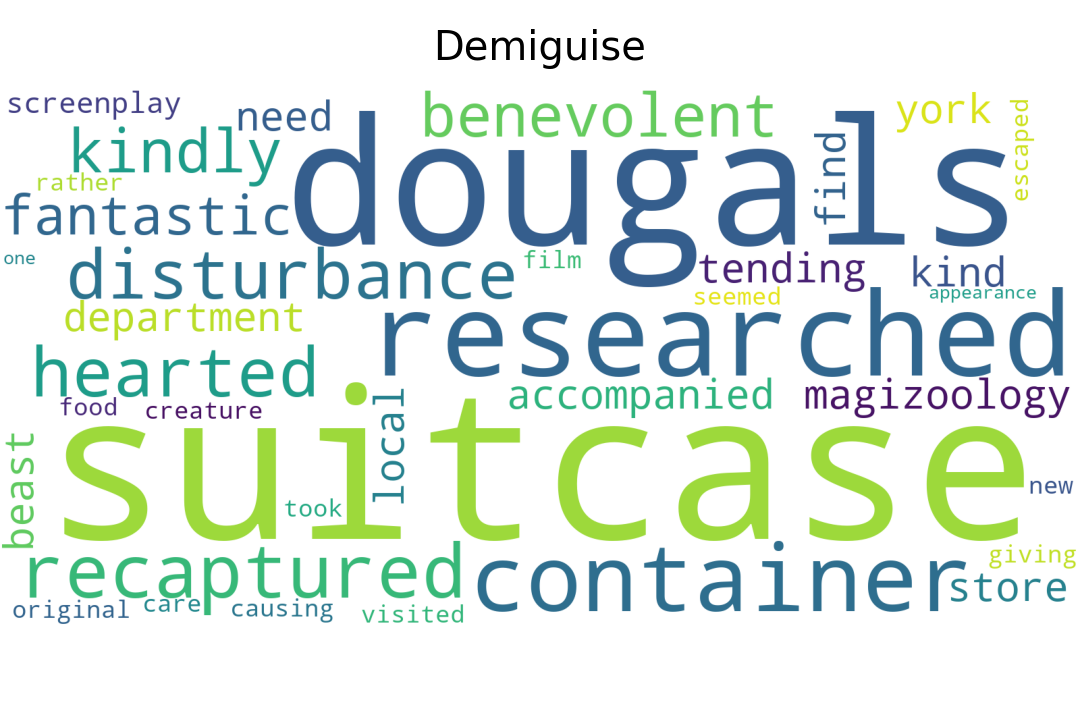 Demiguise
screenplay
need
benevolent
york
escaped
kindly
dougals
find
rather
fantastic
one
disturbance
film
tending
kind
seemed
appearance
department
researched
hearted
accompanied
magizoology
food
creature
local
suitcase
beast
took
new
recaptured
container
giving
store
original
care
causing
visited